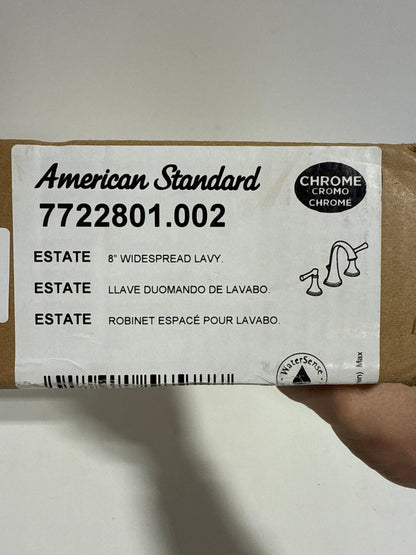 American Standard
CHROME
CROMO
CHROMÉ
7722801.002
ESTATE 8" WIDESPREAD LAVY.
ESTATE LLAVE DUOMANDO DE LAVABO.
ESTATE ROBINET ESPACÉ POUR LAVABO.
WaterSense
Max